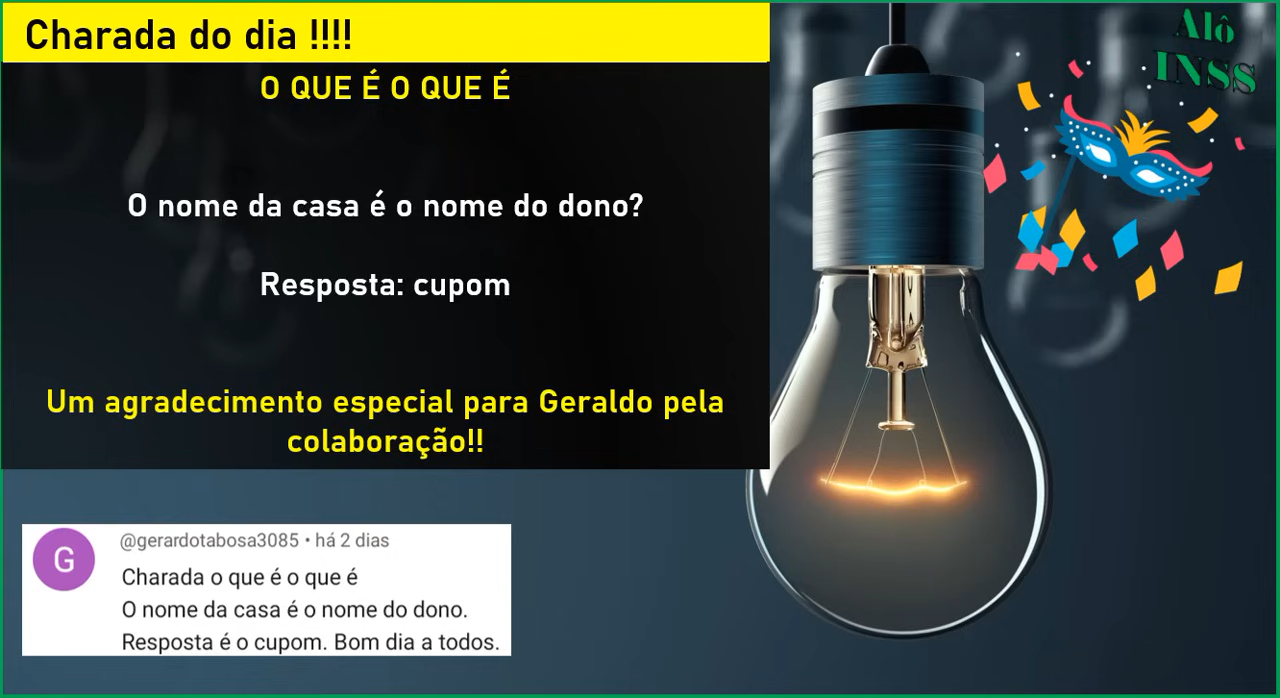 Charada do dia !!!!
Alô
INSS
O QUE É O QUE É
O nome da casa é o nome do dono?
Resposta: cupom
Um agradecimento especial para Geraldo pela
colaboração!!
G
@gerardotabosa3085 • há 2 dias
Charada o que é o que é
O nome da casa é o nome do dono.
Resposta é o cupom. Bom dia a todos.